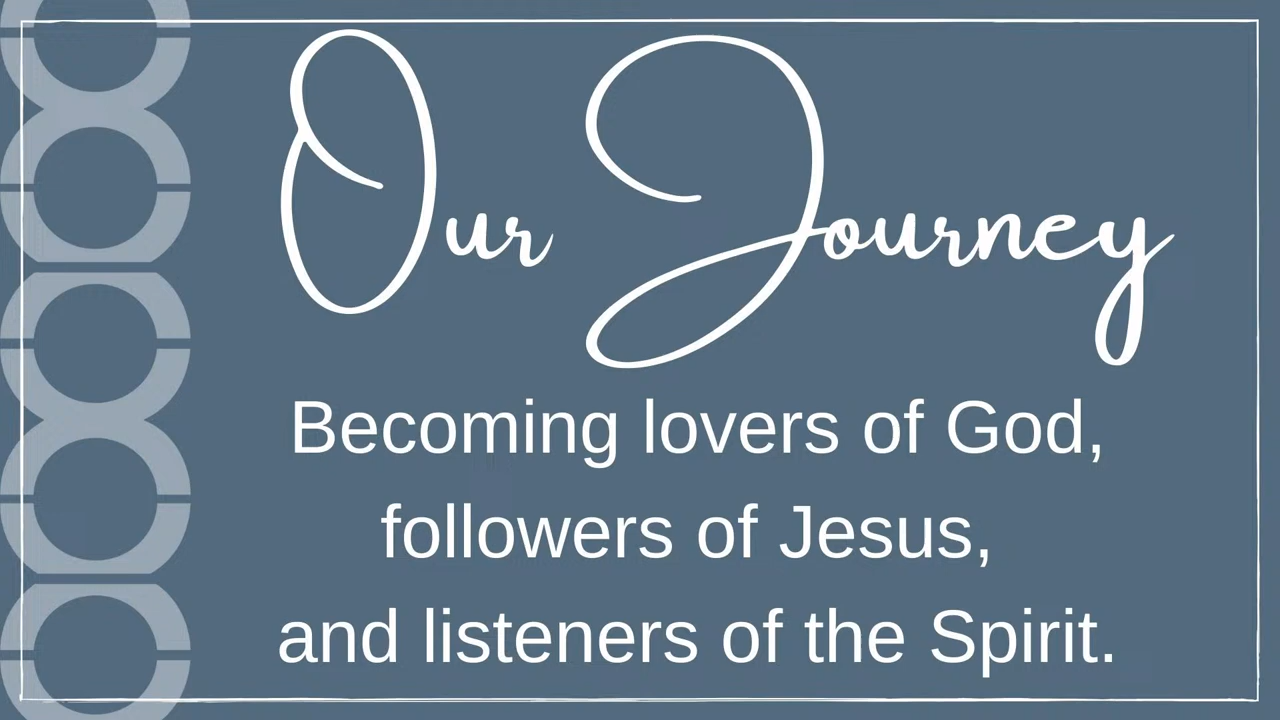 Our Journey
Becoming lovers of God,
followers of Jesus,
and listeners of the Spirit.